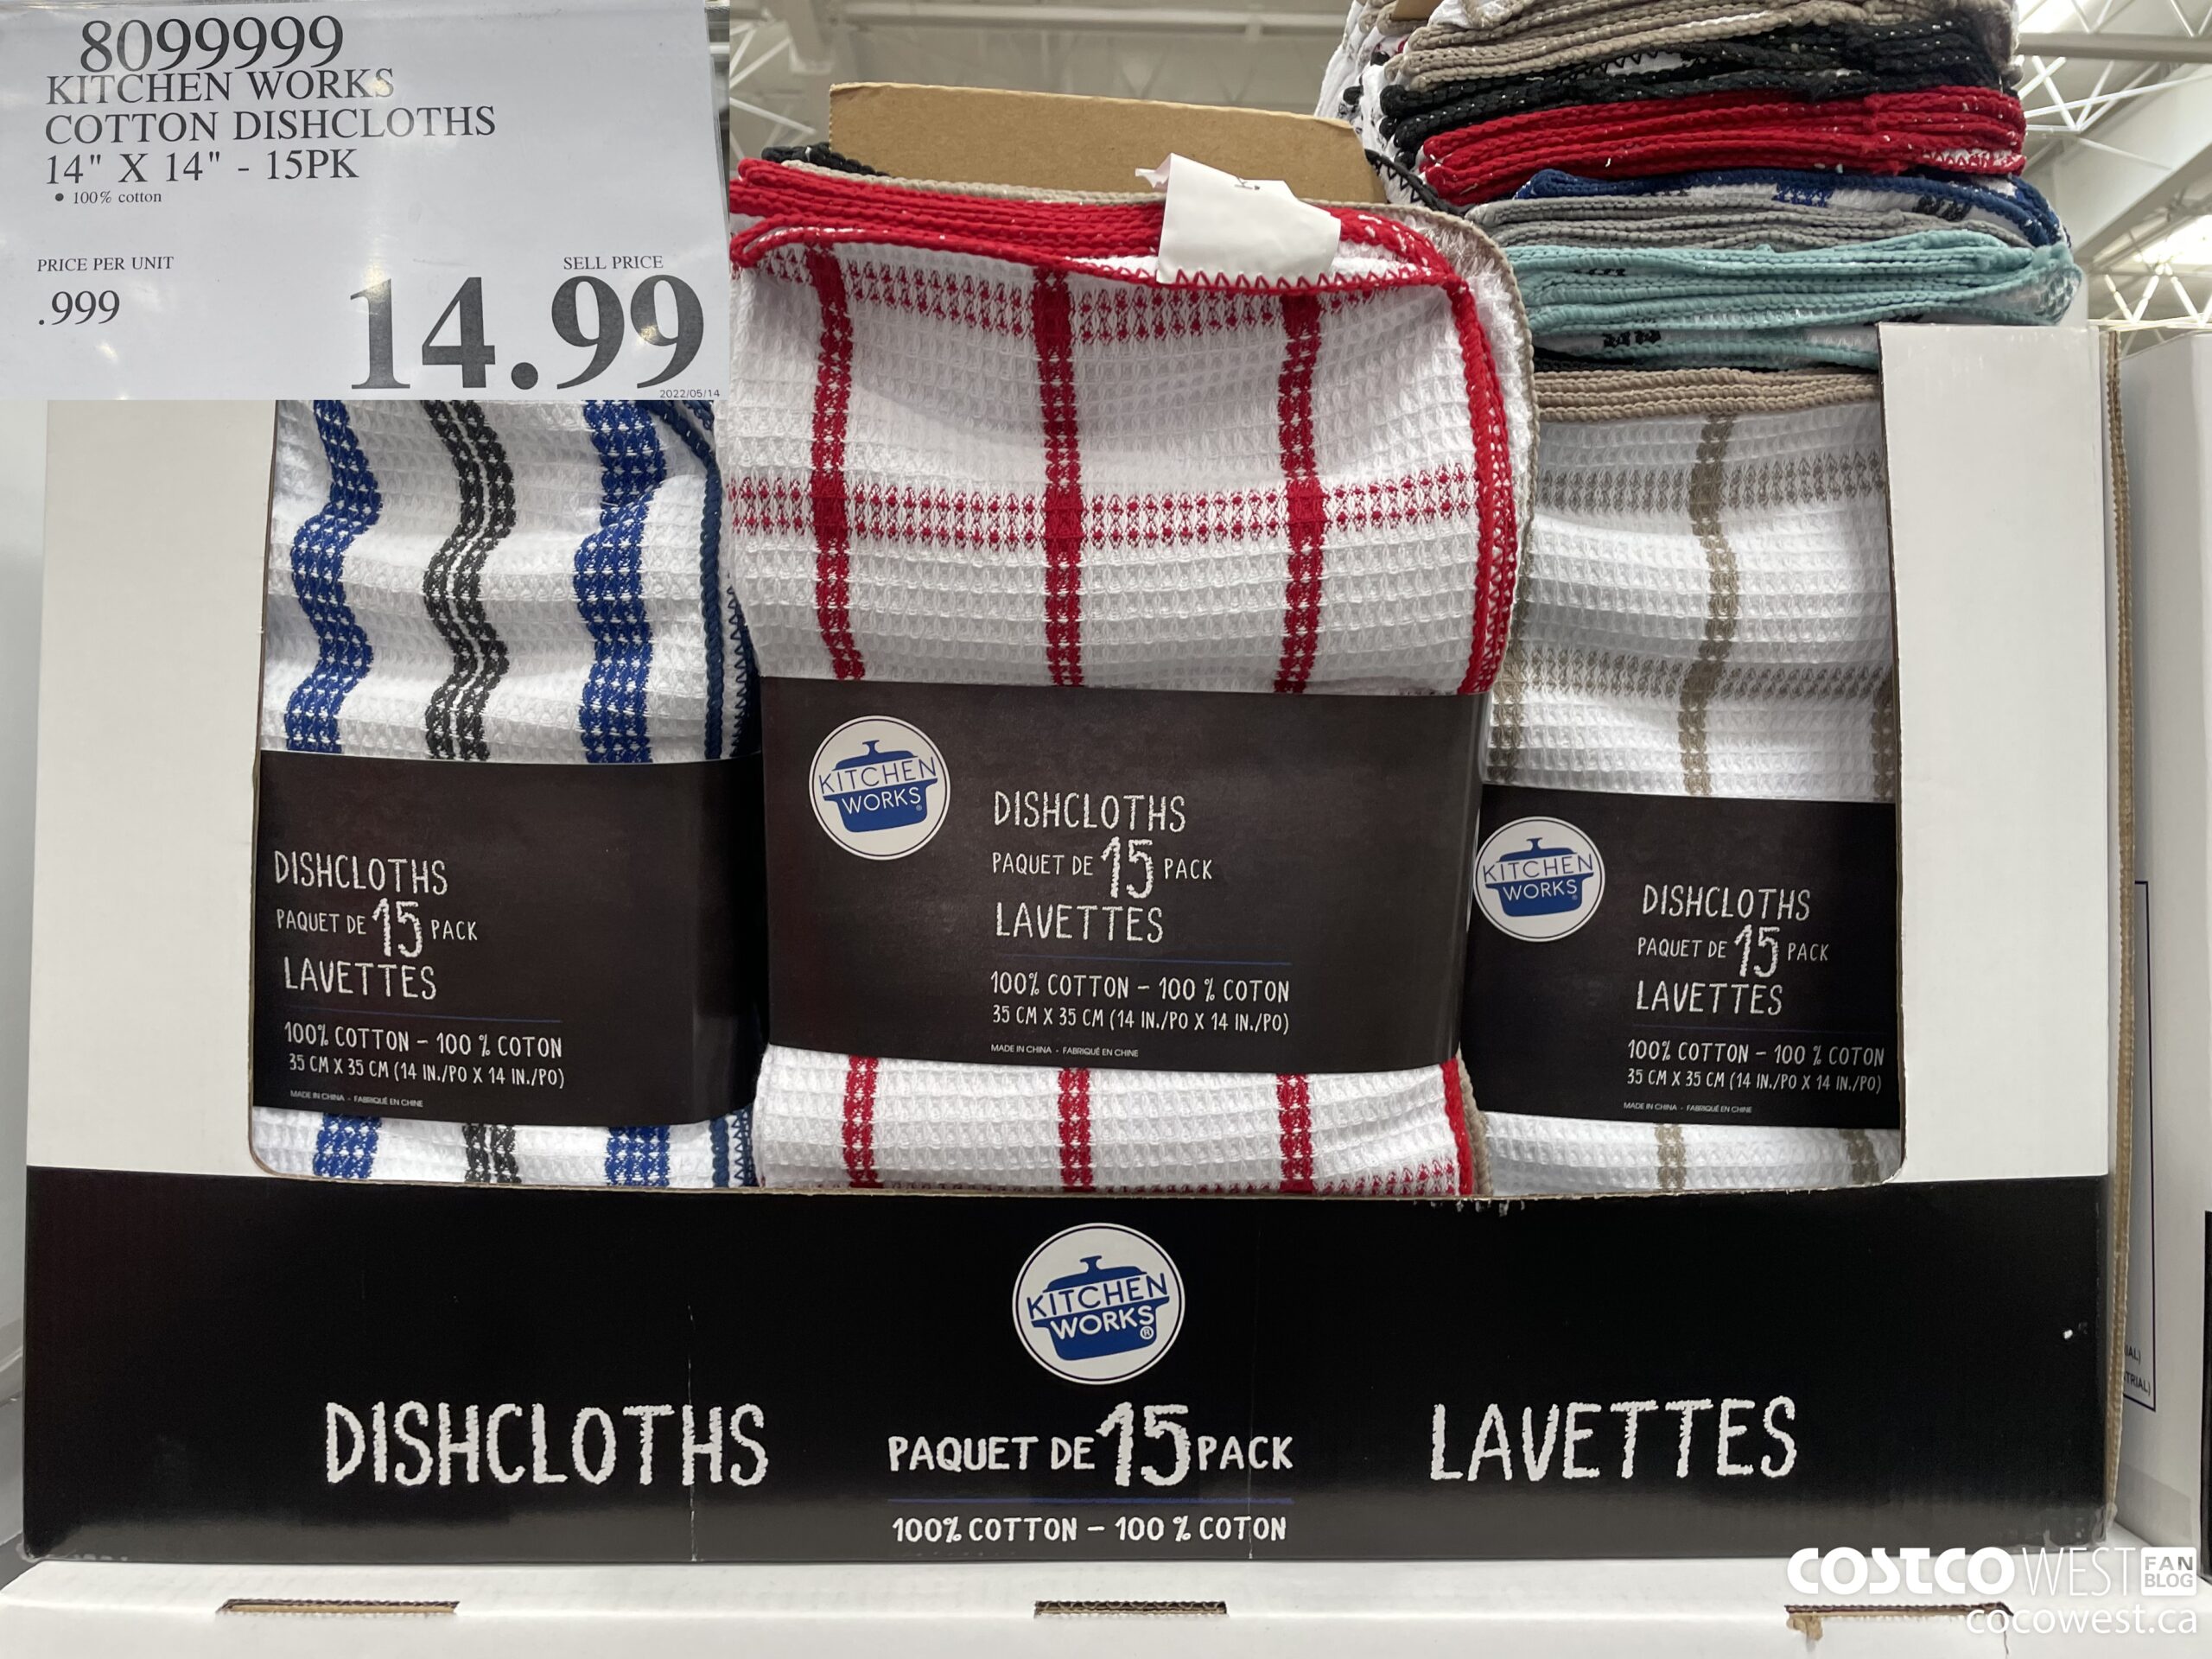 8099999
KITCHEN WORKS
COTTON DISHCLOTHS
14" X 14" - 15PK
• 100% cotton
PRICE PER UNIT
.999
SELL PRICE
14.99
2022/05/14
DISHCLOTHS
PAQUET DE 15 PACK
LAVETTES
100% COTTON – 100 % COTON
35 CM X 35 CM (14 IN./PO X 14 IN./PO)
MADE IN CHINA - FABRIQUÉ EN CHINE
KITCHEN
WORKS®
DISHCLOTHS
PAQUET DE 15 PACK
LAVETTES
100% COTTON – 100 % COTON
35 CM X 35 CM (14 IN./PO X 14 IN./PO)
MADE IN CHINA - FABRIQUÉ EN CHINE
KITCHEN
WORKS®
DISHCLOTHS
PAQUET DE 15 PACK
LAVETTES
100% COTTON – 100 % COTON
35 CM X 35 CM (14 IN./PO X 14 IN./PO)
MADE IN CHINA - FABRIQUÉ EN CHINE
KITCHEN
WORKS®
DISHCLOTHS
PAQUET DE 15 PACK
LAVETTES
100% COTTON – 100 % COTON
COSTCO WEST FAN BLOG
cocowest.ca